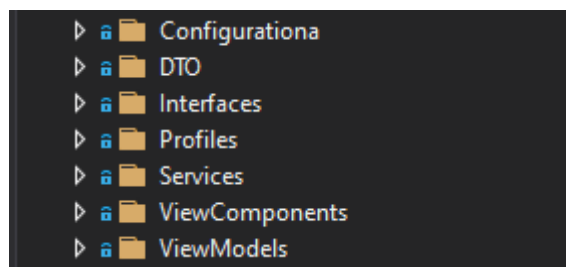 Configurationa
DTO
Interfaces
Profiles
Services
ViewComponents
ViewModels